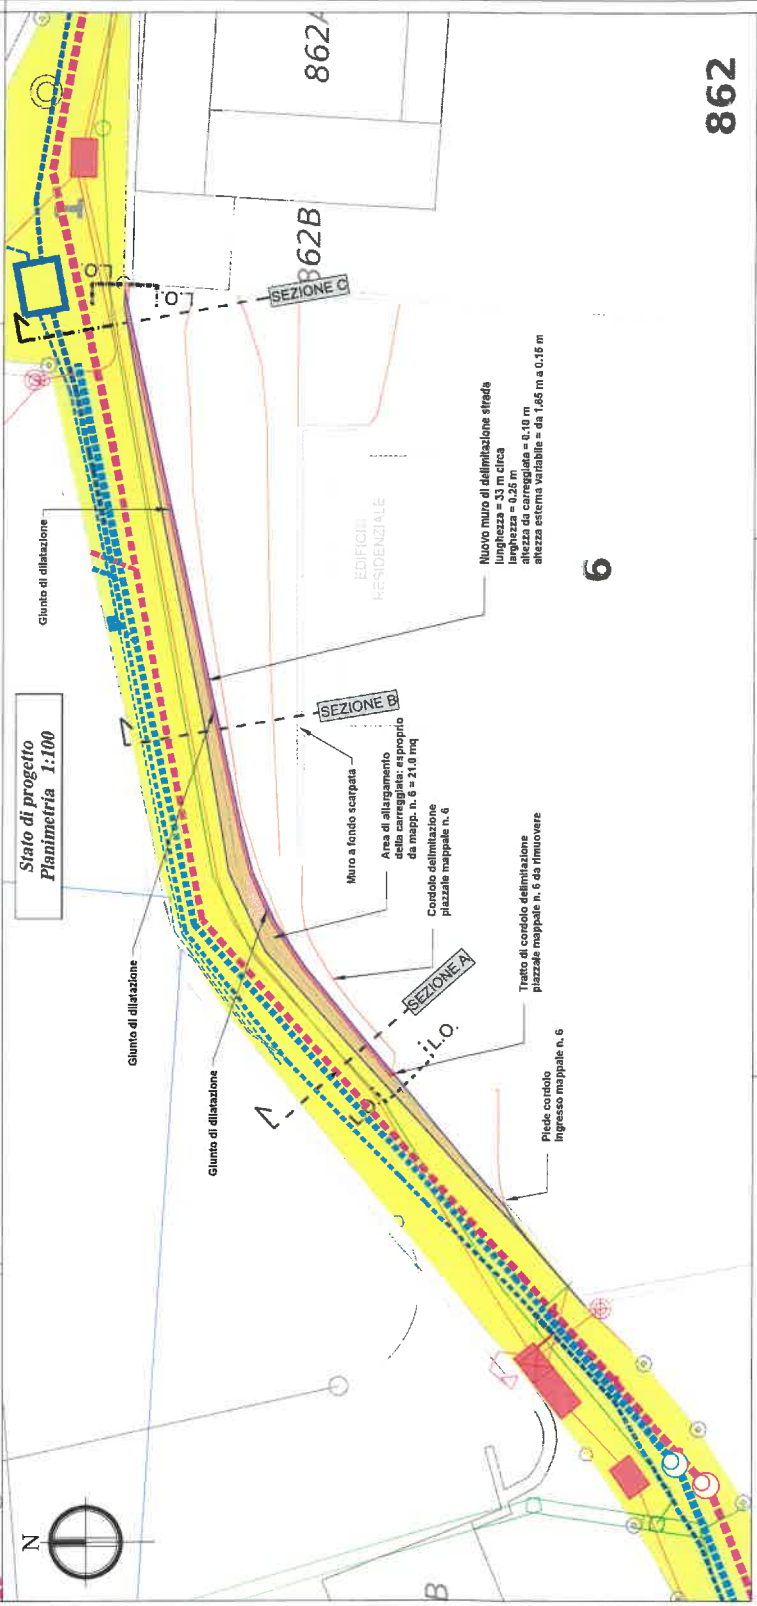 Stato di progetto
Planimetria 1:100
N
Giunto di dilatazione
Giunto di dilatazione
Giunto di dilatazione
SEZIONE A
SEZIONE B
SEZIONE C
L.O.
L.O.
L.O.
L.O.
Muro a fondo scarpata
Area di allargamento
della carreggiata: esproprio
da mapp. n. 6 = 21.0 mq
Cordolo delimitazione
piazzale mappale n. 6
Tratto di cordolo delimitazione
piazzale mappale n. 6 da rimuovere
Piede cordolo
Ingresso mappale n. 6
Nuovo muro di delimitazione strada
lunghezza = 33 m circa
larghezza = 0.25 m
altezza da carreggiata = 0.10 m
altezza esterna variabile = da 1.65 m a 0.15 m
EDIFICIO
RESIDENZIALE
6
862
862A
862B
B